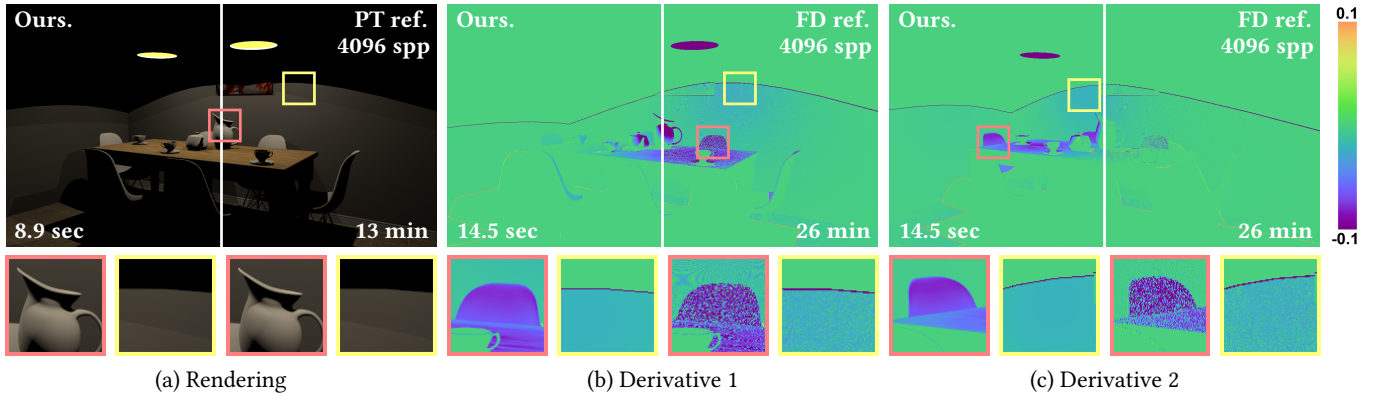 Ours.
PT ref.
4096 spp
8.9 sec
13 min
Ours.
FD ref.
4096 spp
14.5 sec
26 min
Ours.
FD ref.
4096 spp
14.5 sec
26 min
0.1
-0.1
(a) Rendering
(b) Derivative 1
(c) Derivative 2